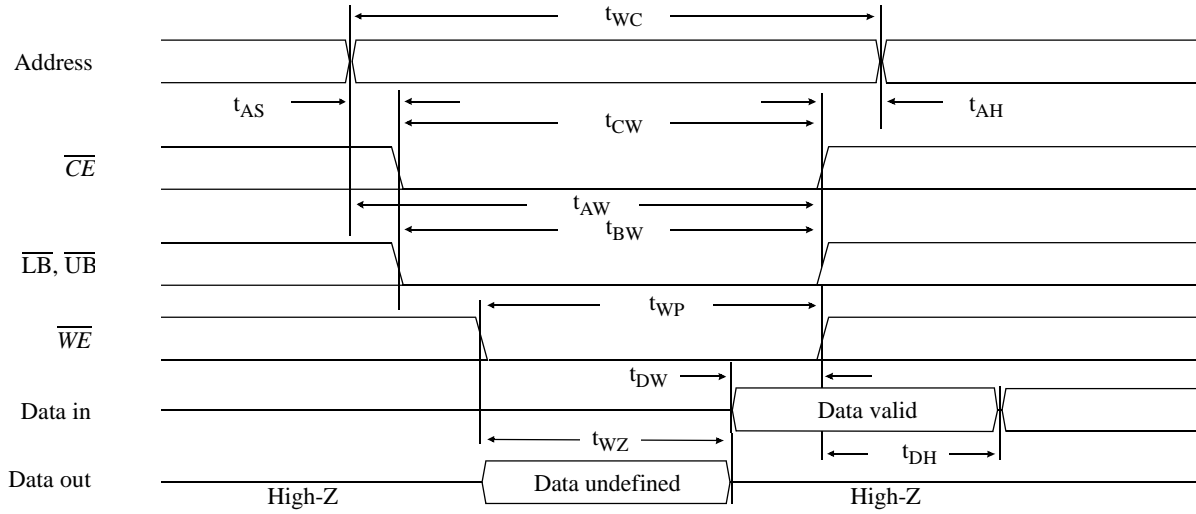 tWC
Address
tAS
tAH
tCW
CE
tAW
tBW
LB, UB
tWP
WE
tDW
Data in
Data valid
tWZ
tDH
Data out
Data undefined
High-Z
High-Z